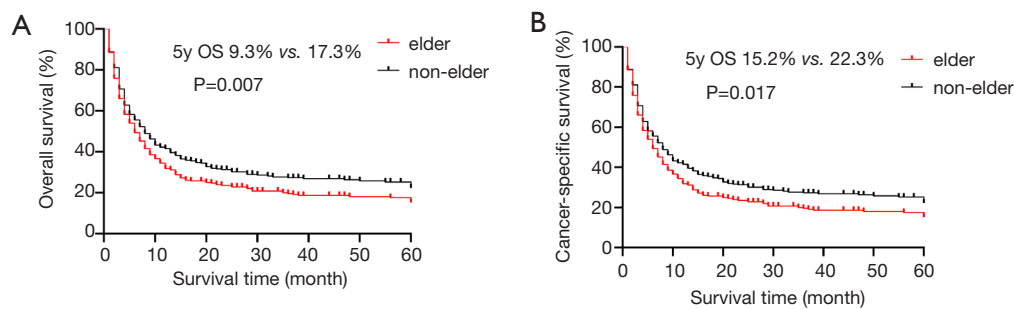 A
Overall survival (%)
100
80
60
40
20
0
5y OS 9.3% vs. 17.3%
P=0.007
elder
non-elder
0 10 20 30 40 50 60
Survival time (month)
B
Cancer-specific survival (%)
100
80
60
40
20
0
5y OS 15.2% vs. 22.3%
P=0.017
elder
non-elder
0 10 20 30 40 50 60
Survival time (month)